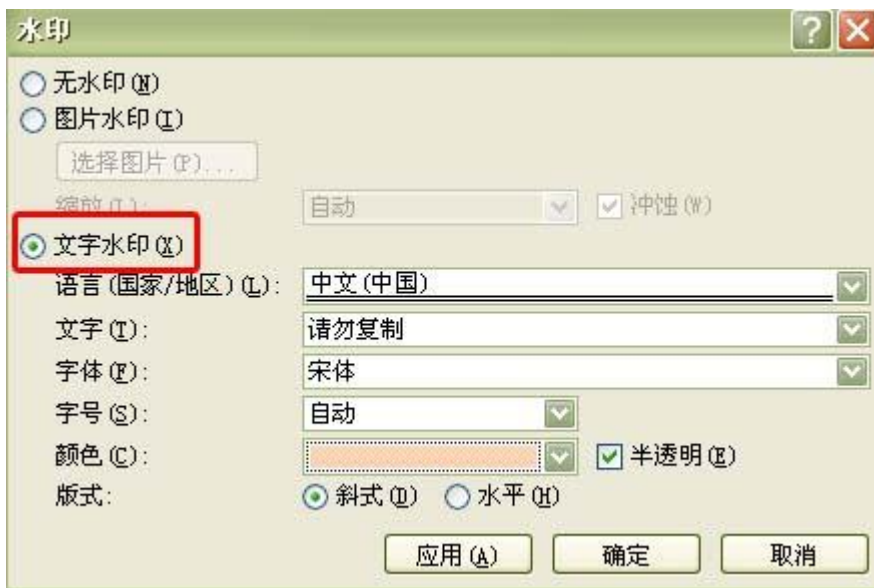 水印
无水印(N)
图片水印(I)
选择图片(P)...
缩放(L): 自动 冲蚀(W)
文字水印(X)
语言(国家/地区)(L): 中文(中国)
文字(T): 请勿复制
字体(F): 宋体
字号(S): 自动
颜色(C): 半透明(E)
版式: 斜式(D) 水平(H)
应用(A) 确定 取消